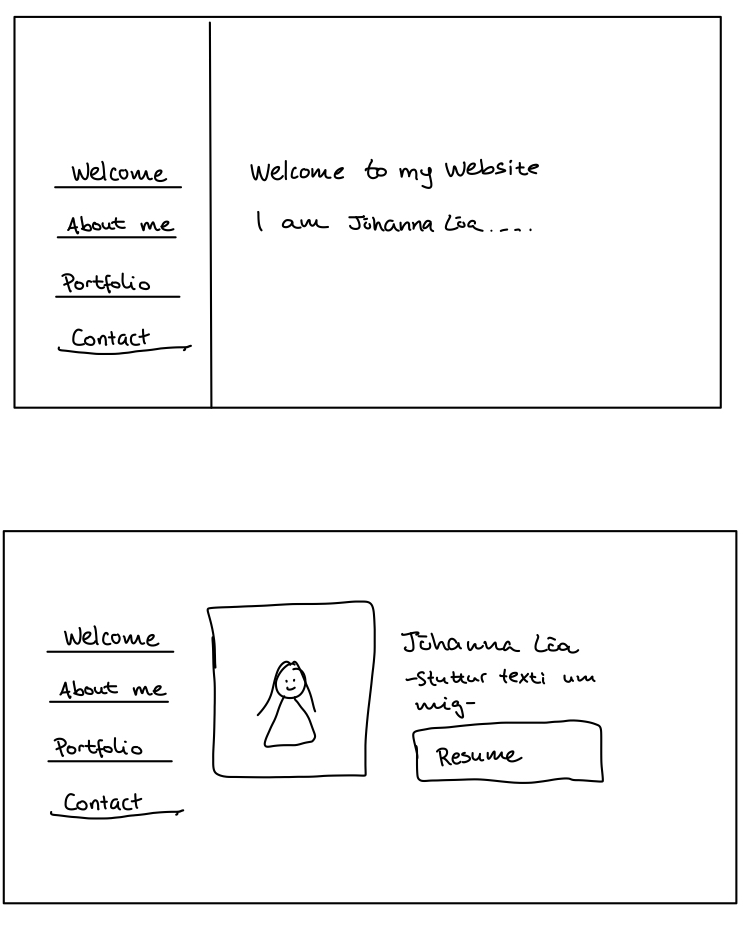 Welcome
About me
Portfolio
Contact
Welcome to my Website
I am Jóhanna Lóa.....
Welcome
About me
Portfolio
Contact
Jóhanna Lóa
-Stuttur texti um
mig-
Resume